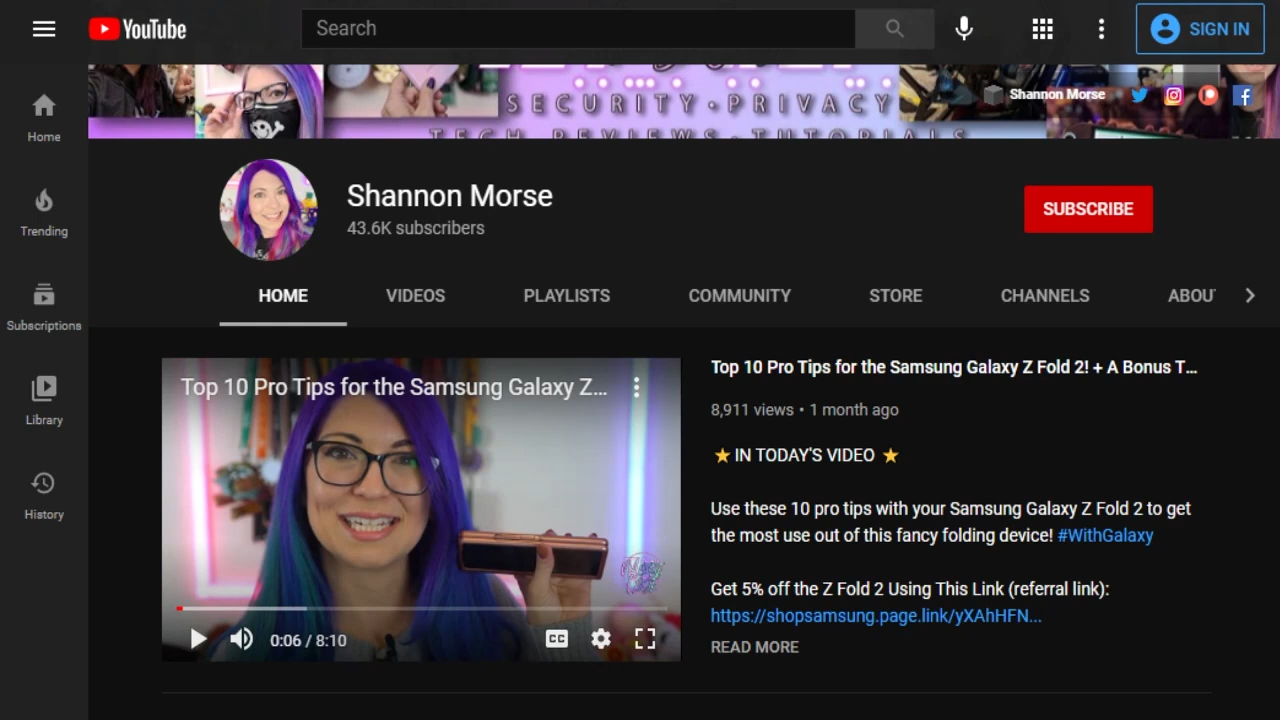 YouTube
Search
SIGN IN
Shannon Morse
SECURITY • PRIVACY
TECH REVIEWS • TUTORIALS
Home
Trending
Subscriptions
Library
History
Shannon Morse
43.6K subscribers
SUBSCRIBE
HOME VIDEOS PLAYLISTS COMMUNITY STORE CHANNELS ABOU
Top 10 Pro Tips for the Samsung Galaxy Z...
0:06 / 8:10
CC
Top 10 Pro Tips for the Samsung Galaxy Z Fold 2! + A Bonus T...
8,911 views • 1 month ago
⭐ IN TODAY'S VIDEO ⭐
Use these 10 pro tips with your Samsung Galaxy Z Fold 2 to get
the most use out of this fancy folding device! #WithGalaxy
Get 5% off the Z Fold 2 Using This Link (referral link):
https://shopsamsung.page.link/yXAhHFN...
READ MORE